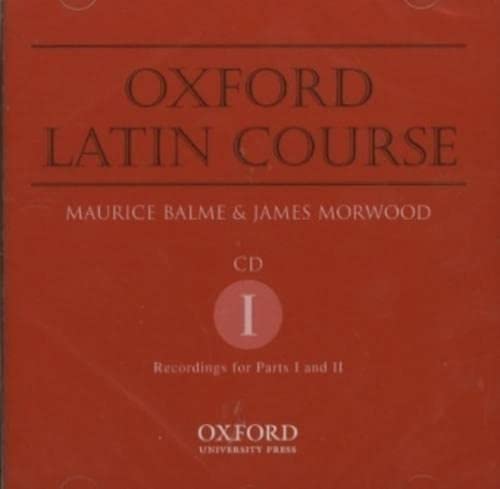 OXFORD
LATIN COURSE
MAURICE BALME & JAMES MORWOOD
CD
I
Recordings for Parts I and II
OXFORD
UNIVERSITY PRESS